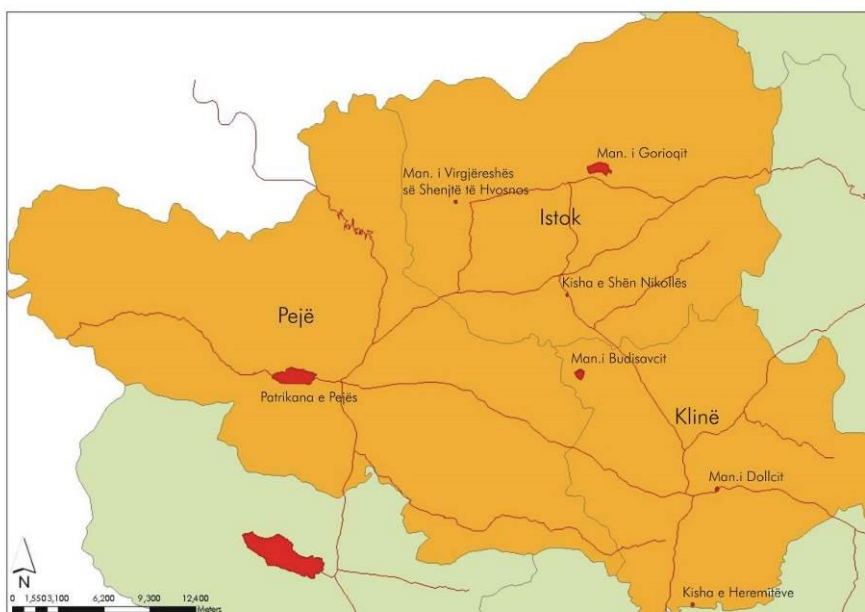 Man. i Gorioqit
Man. i Virgjëreshës
së Shenjtë të Hvosnos
Istok
Kisha e Shën Nikollës
Pejë
Man.i Budisavcit
Patrikana e Pejës
Klinë
Man.i Dollcit
N
0 1,550 3,100 6,200 9,300 12,400
Meters
Kisha e Heremitëve